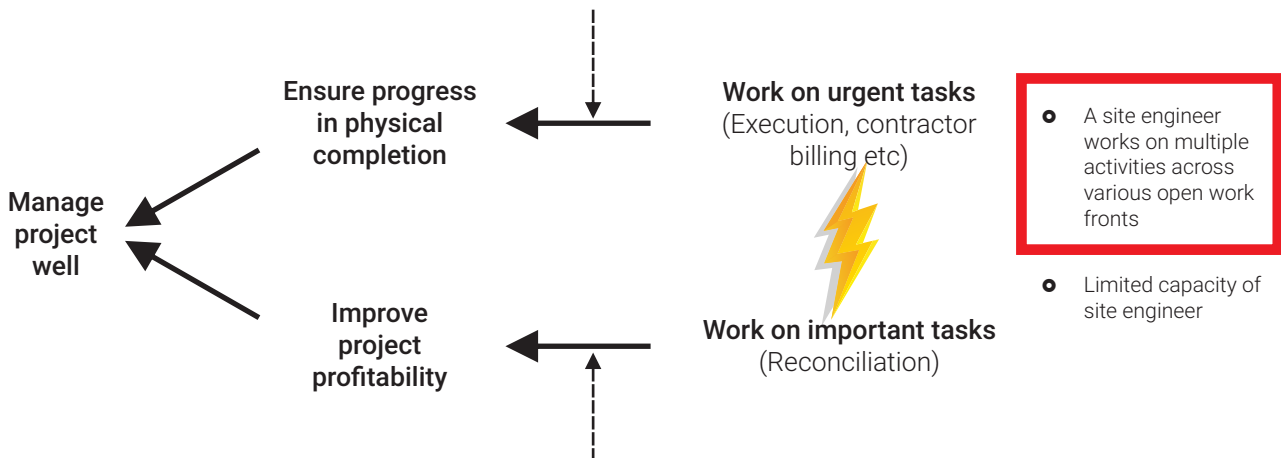 Ensure progress
in physical
completion
Work on urgent tasks
(Execution, contractor
billing etc)
A site engineer
works on multiple
activities across
various open work
fronts
Manage
project
well
Limited capacity of
site engineer
Improve
project
profitability
Work on important tasks
(Reconciliation)